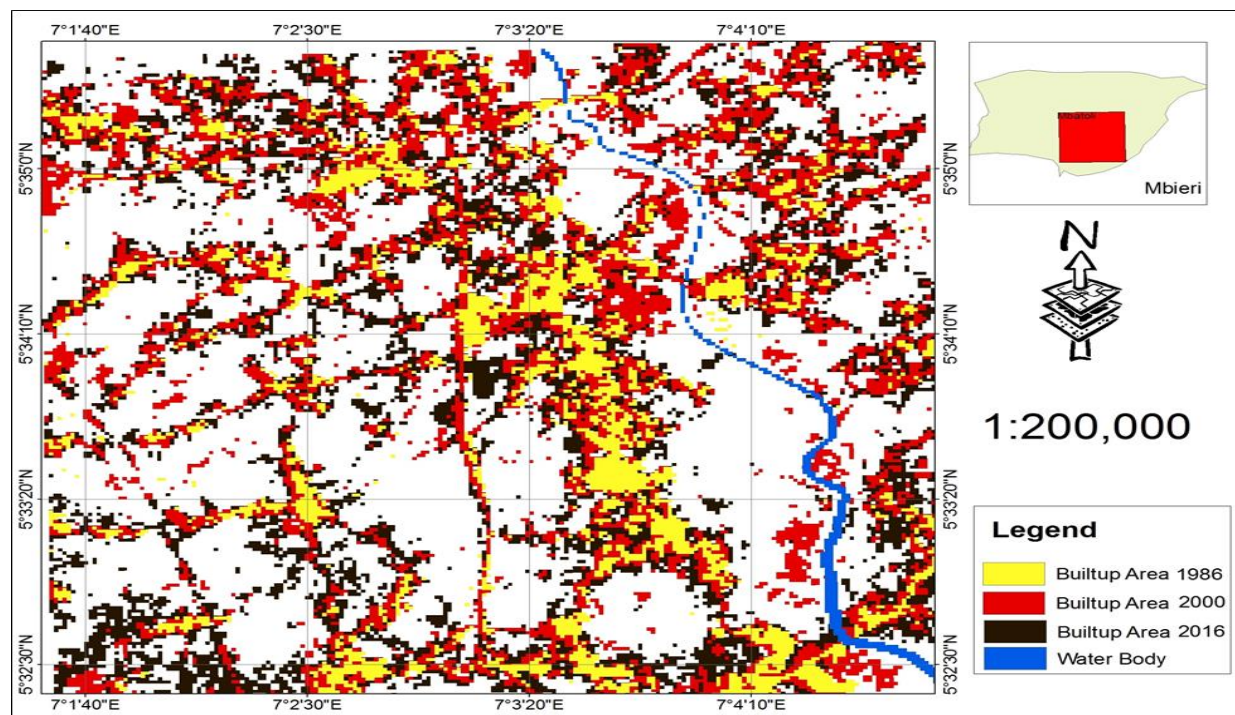 7°1'40"E 7°2'30"E 7°3'20"E 7°4'10"E
5°35'0"N 5°35'0"N
5°34'10"N 5°34'10"N
5°33'20"N 5°33'20"N
5°32'30"N 5°32'30"N
7°1'40"E 7°2'30"E 7°3'20"E 7°4'10"E
Mbaitoli
Mbieri
N
1:200,000
Legend
Builtup Area 1986
Builtup Area 2000
Builtup Area 2016
Water Body